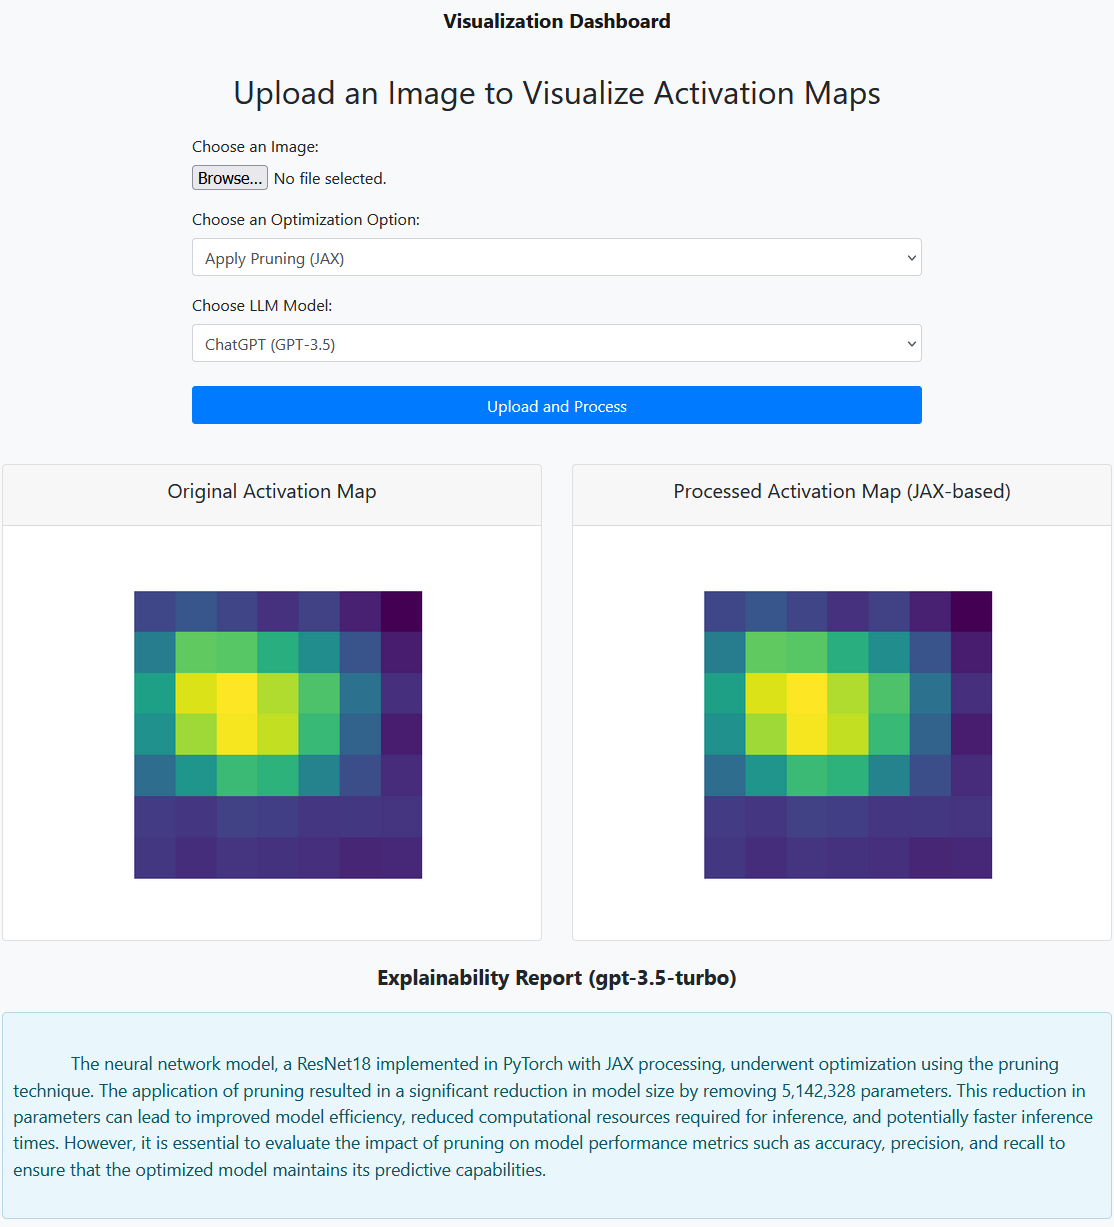 Visualization Dashboard
Upload an Image to Visualize Activation Maps
Choose an Image:
Browse... No file selected.
Choose an Optimization Option:
Apply Pruning (JAX)
Choose LLM Model:
ChatGPT (GPT-3.5)
Upload and Process
Original Activation Map
Processed Activation Map (JAX-based)
Explainability Report (gpt-3.5-turbo)
The neural network model, a ResNet18 implemented in PyTorch with JAX processing, underwent optimization using the pruning
technique. The application of pruning resulted in a significant reduction in model size by removing 5,142,328 parameters. This reduction in
parameters can lead to improved model efficiency, reduced computational resources required for inference, and potentially faster inference
times. However, it is essential to evaluate the impact of pruning on model performance metrics such as accuracy, precision, and recall to
ensure that the optimized model maintains its predictive capabilities.